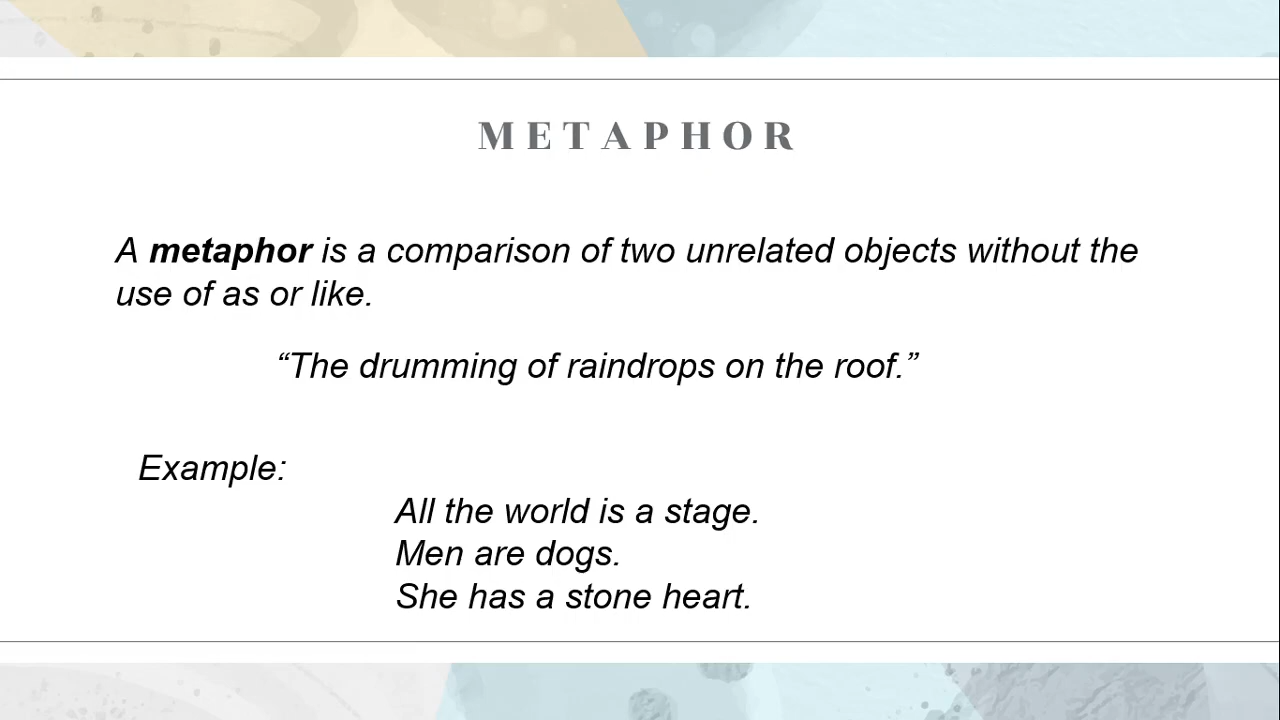 METAPHOR
A metaphor is a comparison of two unrelated objects without the
use of as or like.
“The drumming of raindrops on the roof.”
Example:
All the world is a stage.
Men are dogs.
She has a stone heart.